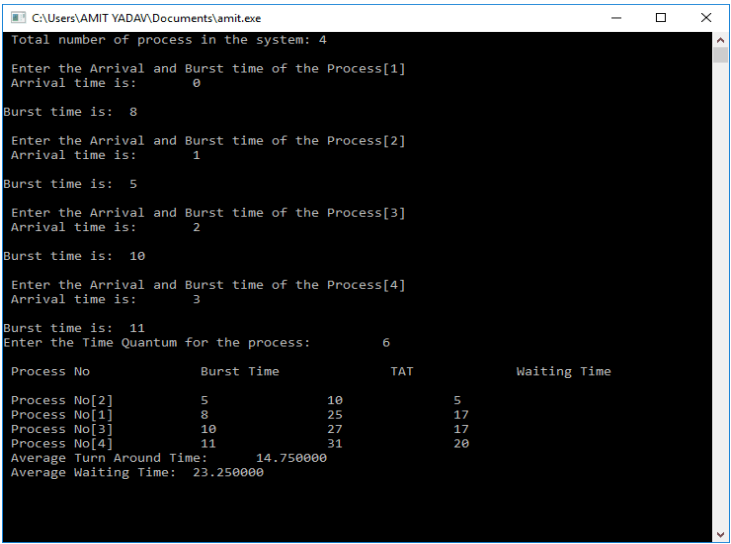 C:\Users\AMIT YADAV\Documents\amit.exe
Total number of process in the system: 4
Enter the Arrival and Burst time of the Process[1]
Arrival time is: 0
Burst time is: 8
Enter the Arrival and Burst time of the Process[2]
Arrival time is: 1
Burst time is: 5
Enter the Arrival and Burst time of the Process[3]
Arrival time is: 2
Burst time is: 10
Enter the Arrival and Burst time of the Process[4]
Arrival time is: 3
Burst time is: 11
Enter the Time Quantum for the process: 6
Process No Burst Time TAT Waiting Time
Process No[2] 5 10 5
Process No[1] 8 25 17
Process No[3] 10 27 17
Process No[4] 11 31 20
Average Turn Around Time: 14.750000
Average Waiting Time: 23.250000